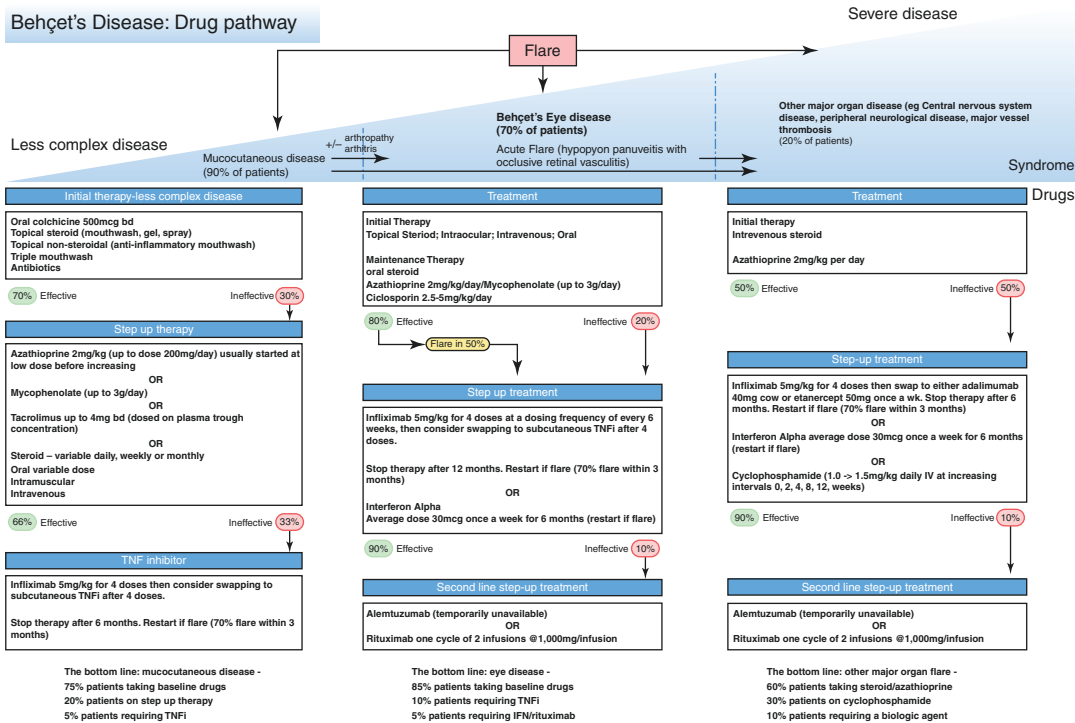 Behçet's Disease: Drug pathway
Severe disease
Flare
Less complex disease
Mucocutaneous disease
(90% of patients)
+/– arthropathy
arthitris
Behçet's Eye disease
(70% of patients)
Acute Flare (hypopyon panuveitis with
occlusive retinal vasculitis)
Other major organ disease (eg Central nervous system
disease, peripheral neurological disease, major vessel
thrombosis
(20% of patients)
Syndrome
Drugs
Initial therapy-less complex disease
Oral colchicine 500mcg bd
Topical steroid (mouthwash, gel, spray)
Topical non-steroidal (anti-inflammatory mouthwash)
Triple mouthwash
Antibiotics
70% Effective
Ineffective 30%
Step up therapy
Azathioprine 2mg/kg (up to dose 200mg/day) usually started at
low dose before increasing
OR
Mycophenolate (up to 3g/day)
OR
Tacrolimus up to 4mg bd (dosed on plasma trough
concentration)
OR
Steroid – variable daily, weekly or monthly
Oral variable dose
Intramuscular
Intravenous
66% Effective
Ineffective 33%
TNF inhibitor
Infliximab 5mg/kg for 4 doses then consider swapping to
subcutaneous TNFi after 4 doses.
Stop therapy after 6 months. Restart if flare (70% flare within 3
months)
The bottom line: mucocutaneous disease -
75% patients taking baseline drugs
20% patients on step up therapy
5% patients requiring TNFi
Treatment
Initial Therapy
Topical Steriod; Intraocular; Intravenous; Oral
Maintenance Therapy
oral steroid
Azathioprine 2mg/kg/day/Mycophenolate (up to 3g/day)
Ciclosporin 2.5-5mg/kg/day
80% Effective
Ineffective 20%
Flare in 50%
Step up treatment
Infliximab 5mg/kg for 4 doses at a dosing frequency of every 6
weeks, then consider swapping to subcutaneous TNFi after 4
doses.
Stop therapy after 12 months. Restart if flare (70% flare within 3
months)
OR
Interferon Alpha
Average dose 30mcg once a week for 6 months (restart if flare)
90% Effective
Ineffective 10%
Second line step-up treatment
Alemtuzumab (temporarily unavailable)
OR
Rituximab one cycle of 2 infusions @1,000mg/infusion
The bottom line: eye disease -
85% patients taking baseline drugs
10% patients requiring TNFi
5% patients requiring IFN/rituximab
Treatment
Initial therapy
Intrevenous steroid
Azathioprine 2mg/kg per day
50% Effective
Ineffective 50%
Step-up treatment
Infliximab 5mg/kg for 4 doses then swap to either adalimumab
40mg cow or etanercept 50mg once a wk. Stop therapy after 6
months. Restart if flare (70% flare within 3 months)
OR
Interferon Alpha average dose 30mcg once a week for 6 months
(restart if flare)
OR
Cyclophosphamide (1.0 -> 1.5mg/kg daily IV at increasing
intervals 0, 2, 4, 8, 12, weeks)
90% Effective
Ineffective 10%
Second line step-up treatment
Alemtuzumab (temporarily unavailable)
OR
Rituximab one cycle of 2 infusions @1,000mg/infusion
The bottom line: other major organ flare -
60% patients taking steroid/azathioprine
30% patients on cyclophosphamide
10% patients requiring a biologic agent